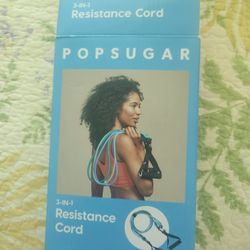 3-IN-1
Resistance Cord
POPSUGAR
3-IN-1
Resistance
Cord